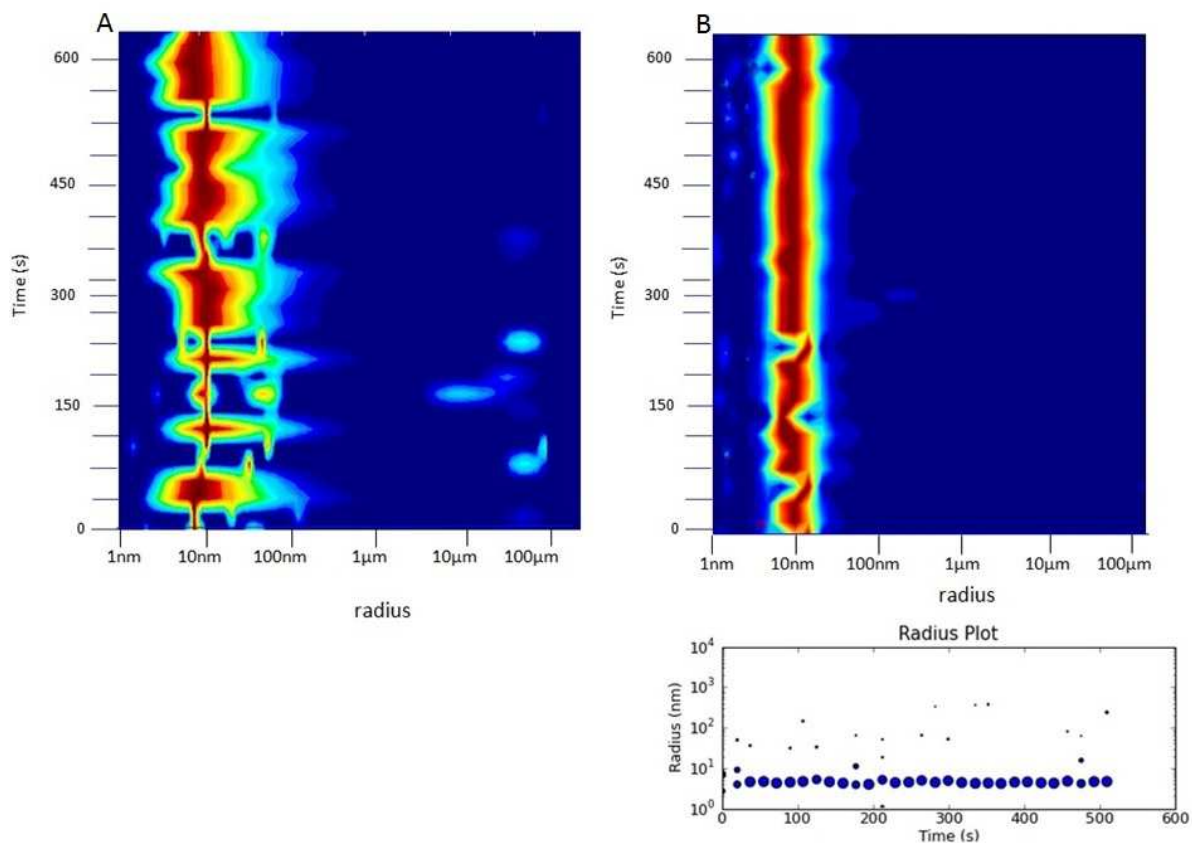 A
600
450
300
150
0
Time (s)
1nm 10nm 100nm 1µm 10µm 100µm
radius
B
600
450
300
150
0
Time (s)
1nm 10nm 100nm 1µm 10µm 100µm
radius
Radius Plot
10⁴
10³
10²
10¹
10⁰
Radius (nm)
0 100 200 300 400 500 600
Time (s)